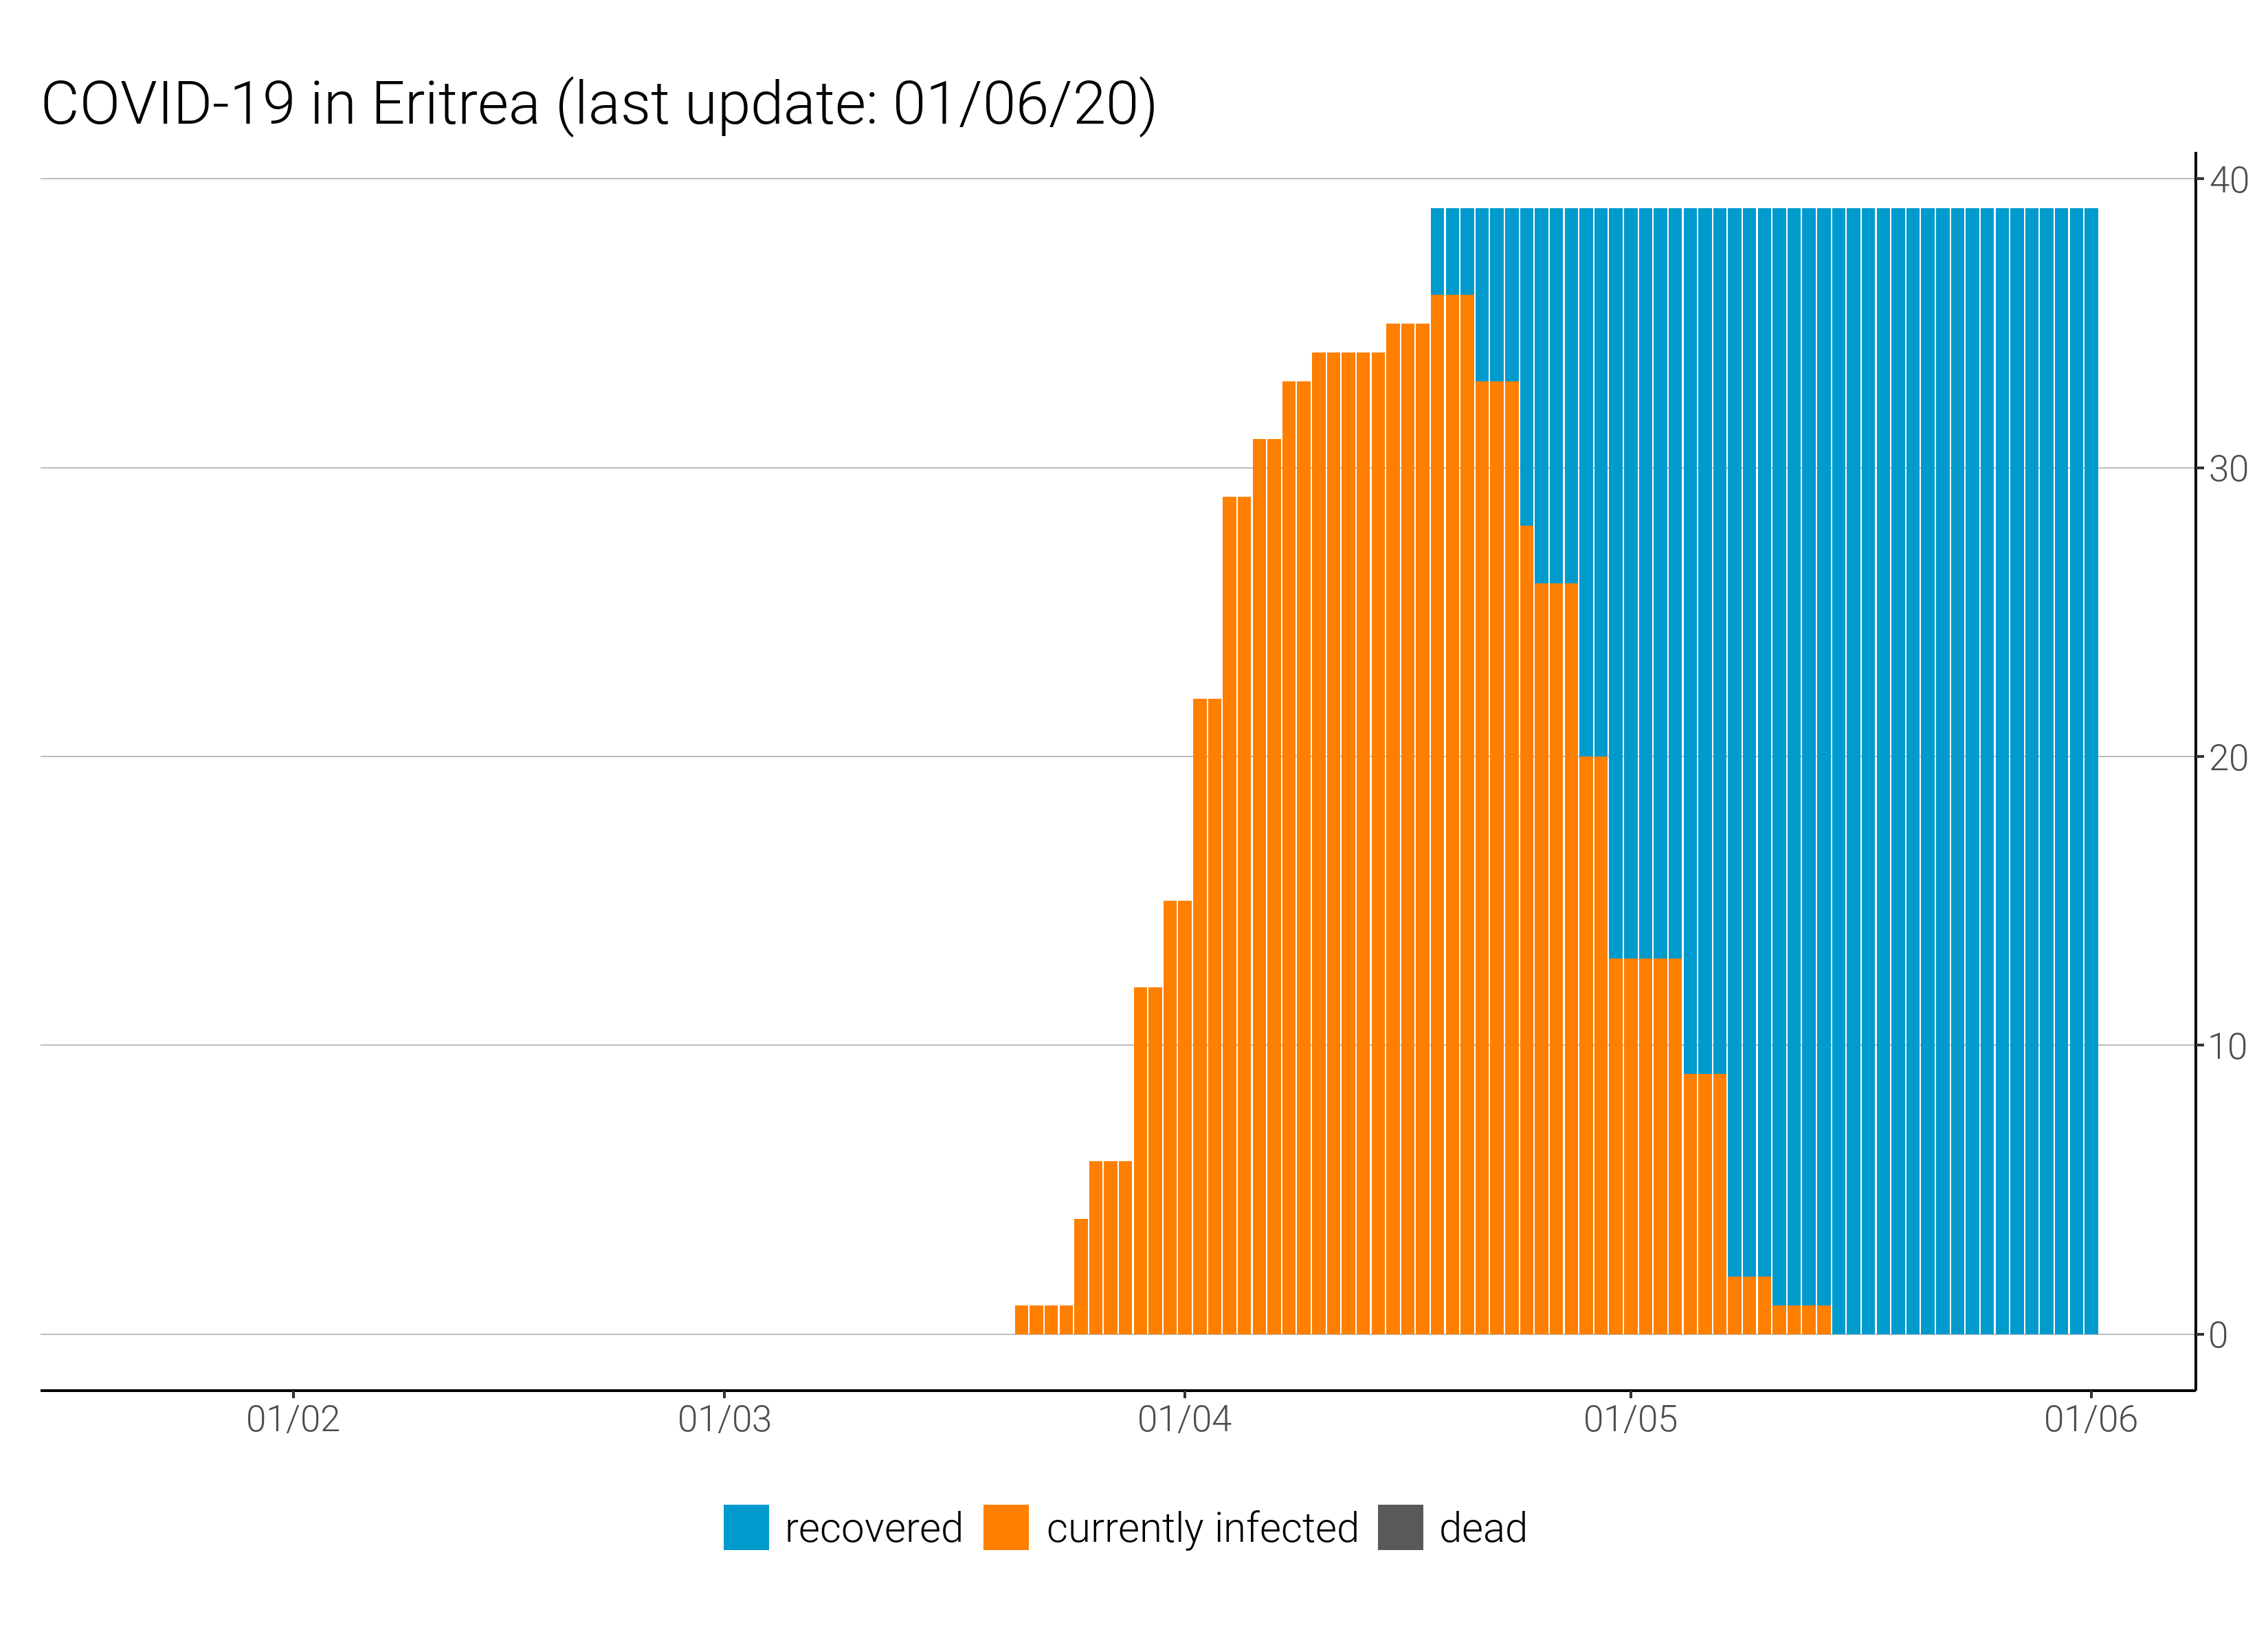 COVID-19 in Eritrea (last update: 01/06/20)
40
30
20
10
0
01/02 01/03 01/04 01/05 01/06
recovered currently infected dead